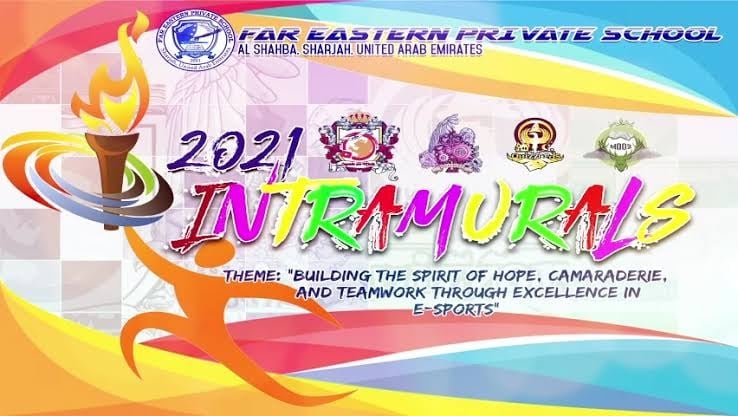 FAR EASTERN PRIVATE SCHOOL
AL SHAHBA, SHARJAH, UNITED ARAB EMIRATES
2021
INTRAMURALS
THEME: "BUILDING THE SPIRIT OF HOPE, CAMARADERIE,
AND TEAMWORK THROUGH EXCELLENCE IN
E-SPORTS"